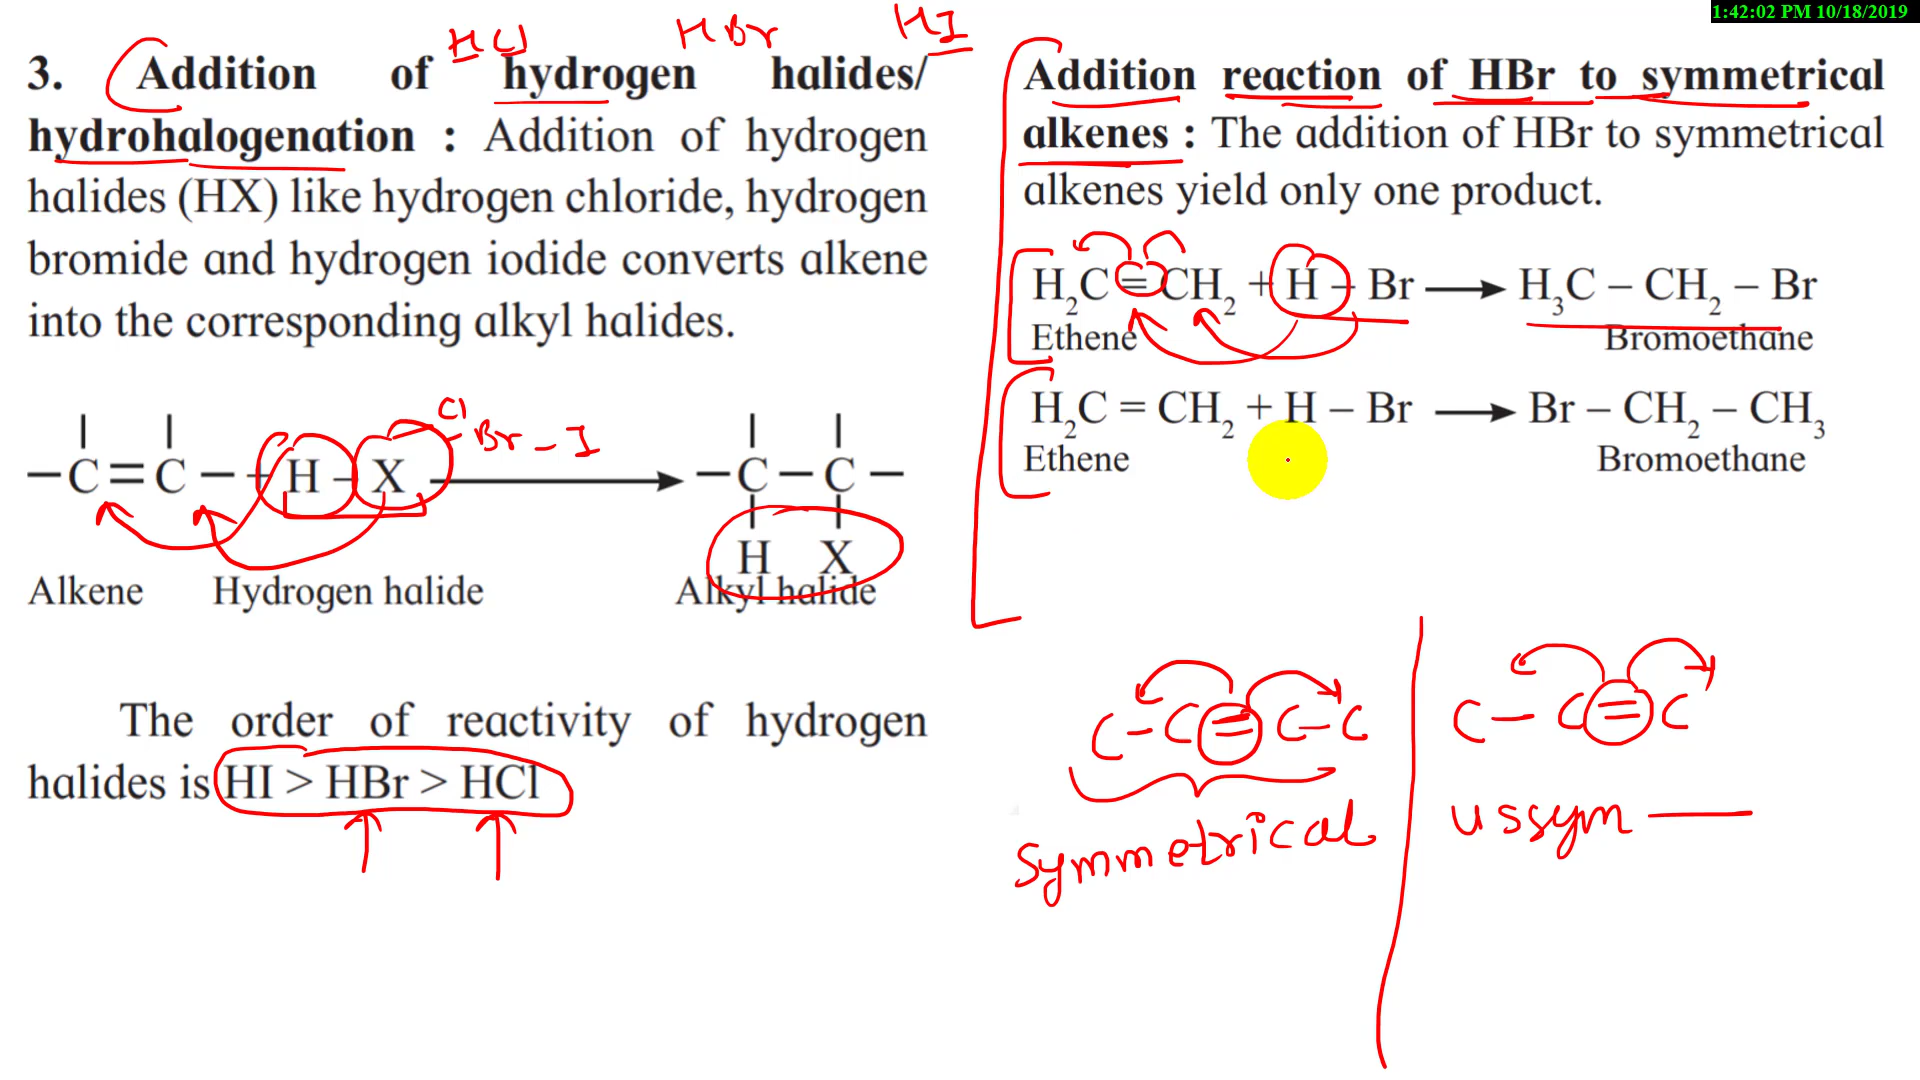 1:42:02 PM 10/18/2019
HCl HBr HI
3. Addition of hydrogen halides/
hydrohalogenation : Addition of hydrogen
halides (HX) like hydrogen chloride, hydrogen
bromide and hydrogen iodide converts alkene
into the corresponding alkyl halides.
Cl
Br - I
–C=C– + H – X ⟶ –C–C–
H X
Alkene Hydrogen halide Alkyl halide
The order of reactivity of hydrogen
halides is HI > HBr > HCl
Addition reaction of HBr to symmetrical
alkenes : The addition of HBr to symmetrical
alkenes yield only one product.
H₂C = CH₂ + H – Br ⟶ H₃C – CH₂ – Br
Ethene Bromoethane
H₂C = CH₂ + H – Br ⟶ Br – CH₂ – CH₃
Ethene Bromoethane
C-C=C-C
symmetrical
C-C=C
ussym